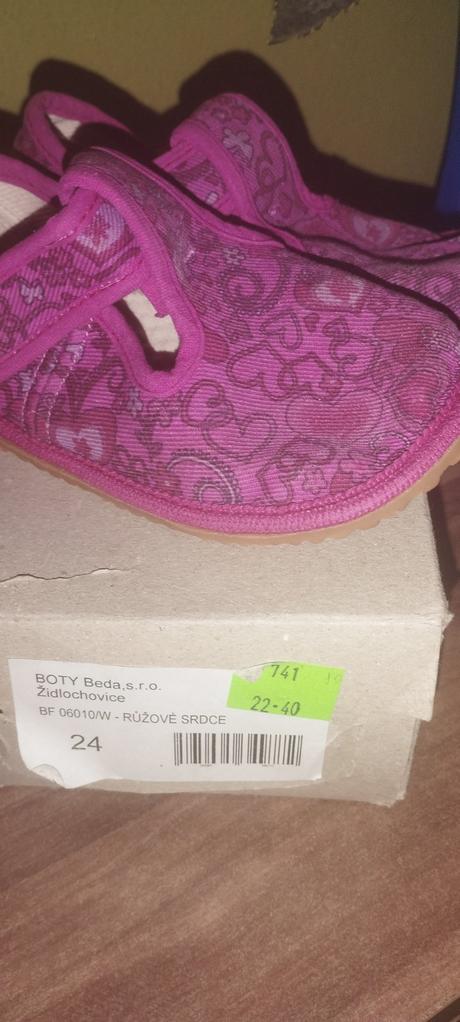 BOTY Beda,s.r.o.
Židlochovice
BF 06010/W - RŮŽOVÉ SRDCE
24
741
22-40